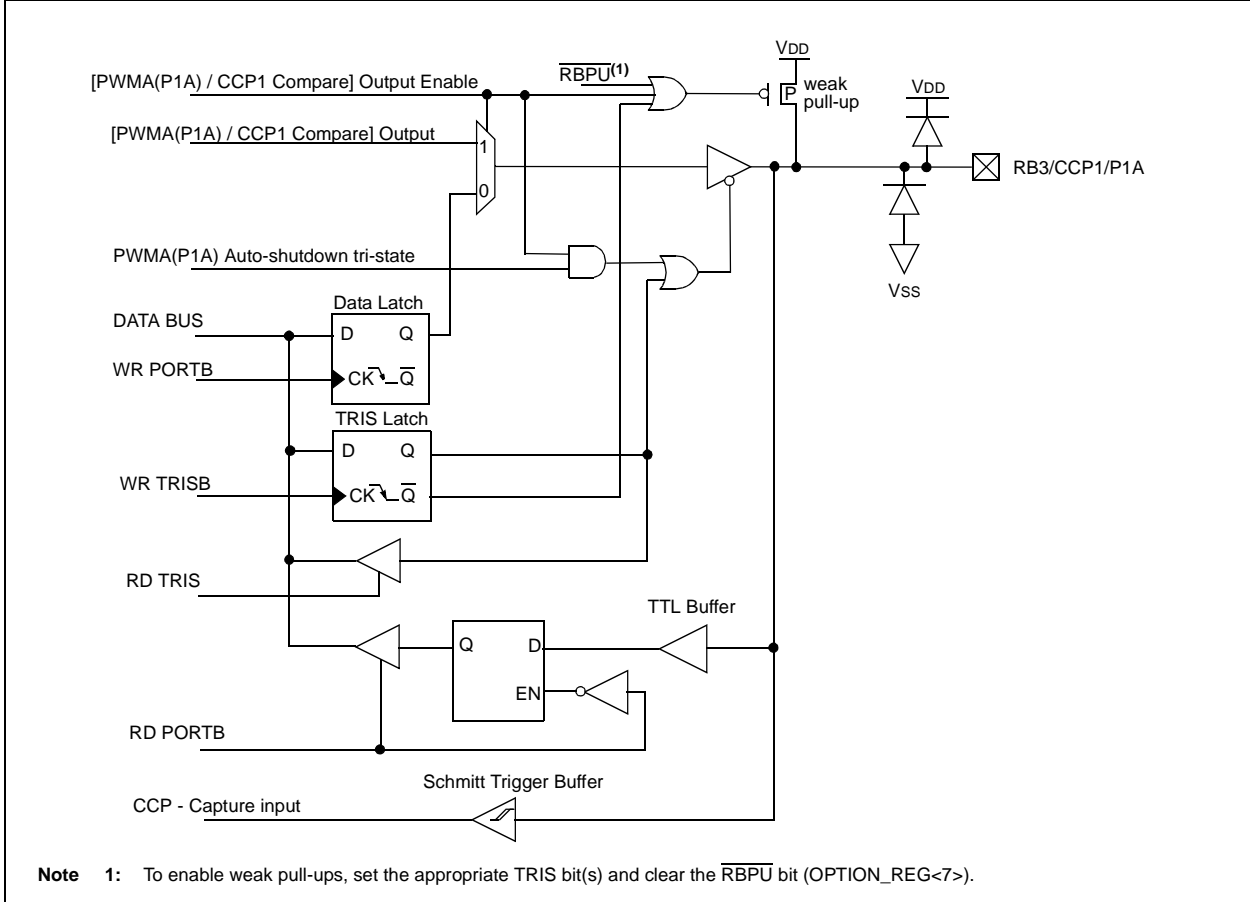 VDD
[PWMA(P1A) / CCP1 Compare] Output Enable
RBPU(1)
P
weak
pull-up
VDD
[PWMA(P1A) / CCP1 Compare] Output
1
0
RB3/CCP1/P1A
PWMA(P1A) Auto-shutdown tri-state
VSS
Data Latch
DATA BUS
D Q
WR PORTB
CK Q
TRIS Latch
D Q
WR TRISB
CK Q
RD TRIS
TTL Buffer
Q D
EN
RD PORTB
Schmitt Trigger Buffer
CCP - Capture input
Note 1: To enable weak pull-ups, set the appropriate TRIS bit(s) and clear the RBPU bit (OPTION_REG<7>).